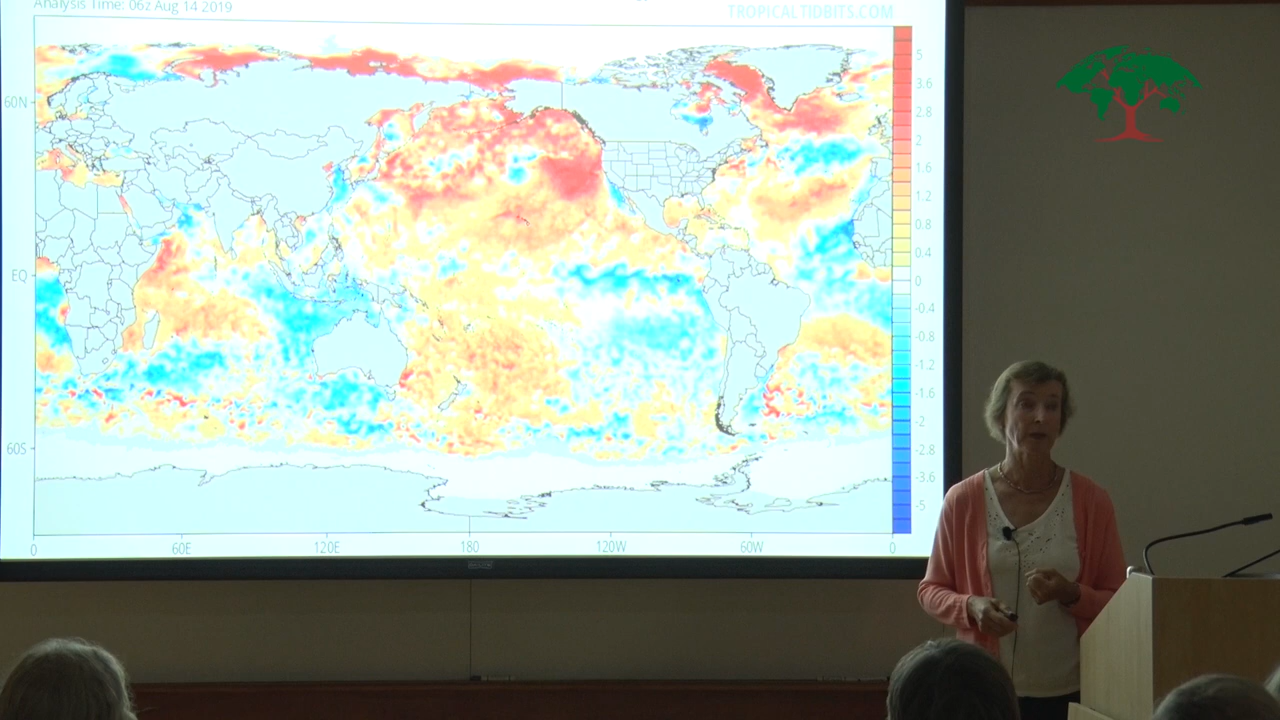 Analysis Time: 06z Aug 14 2019
TROPICALTIDBITS.COM
60N
EQ
60S
0
60E
120E
180
120W
60W
0
5
3.6
2.8
2
1.6
1.2
0.8
0.4
0
-0.4
-0.8
-1.2
-1.6
-2
-2.8
-3.6
-5